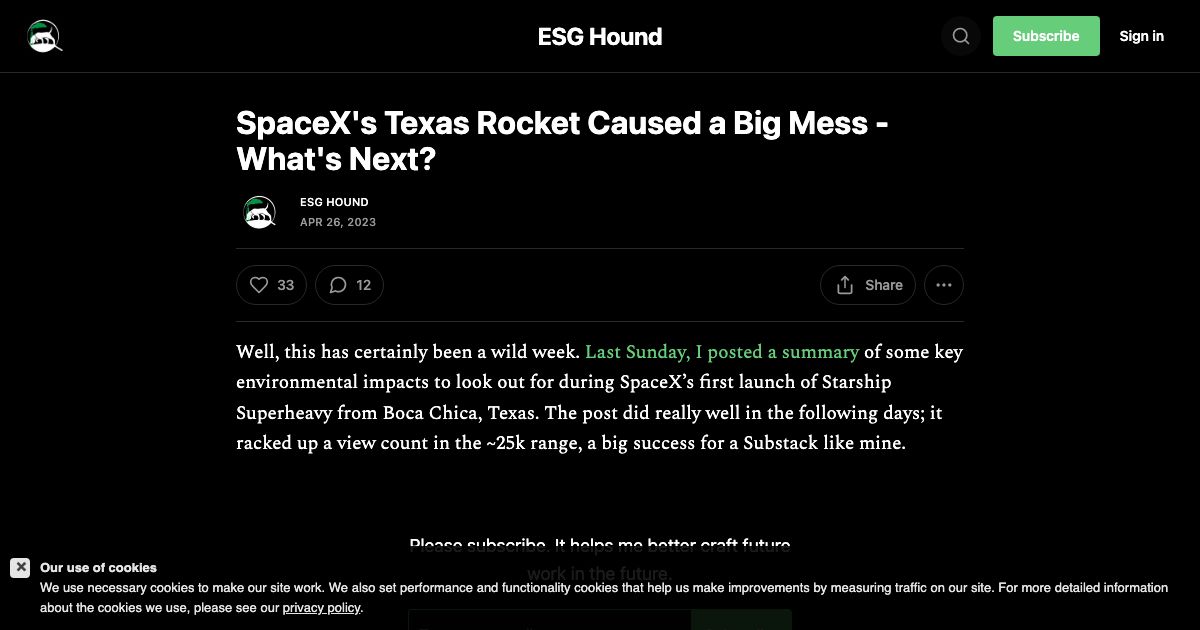 ESG Hound
Subscribe
Sign in
SpaceX's Texas Rocket Caused a Big Mess -
What's Next?
ESG HOUND
APR 26, 2023
33
12
Share
Well, this has certainly been a wild week. Last Sunday, I posted a summary of some key
environmental impacts to look out for during SpaceX’s first launch of Starship
Superheavy from Boca Chica, Texas. The post did really well in the following days; it
racked up a view count in the ~25k range, a big success for a Substack like mine.
Please subscribe. It helps me better craft future
work in the future.
Our use of cookies
We use necessary cookies to make our site work. We also set performance and functionality cookies that help us make improvements by measuring traffic on our site. For more detailed information
about the cookies we use, please see our privacy policy.